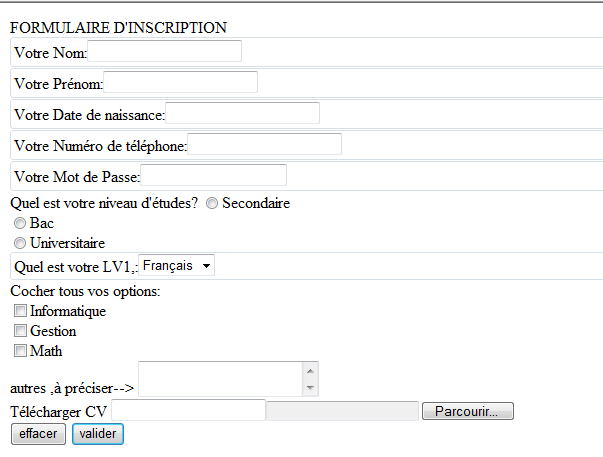 FORMULAIRE D'INSCRIPTION
Votre Nom:
Votre Prénom:
Votre Date de naissance:
Votre Numéro de téléphone:
Votre Mot de Passe:
Quel est votre niveau d'études? Secondaire
Bac
Universitaire
Quel est votre LV1,: Français
Cocher tous vos options:
Informatique
Gestion
Math
autres ,à préciser-->
Télécharger CV Parcourir...
effacer valider